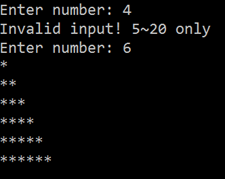 Enter number: 4
Invalid input! 5~20 only
Enter number: 6
*
**
***
****
*****
******